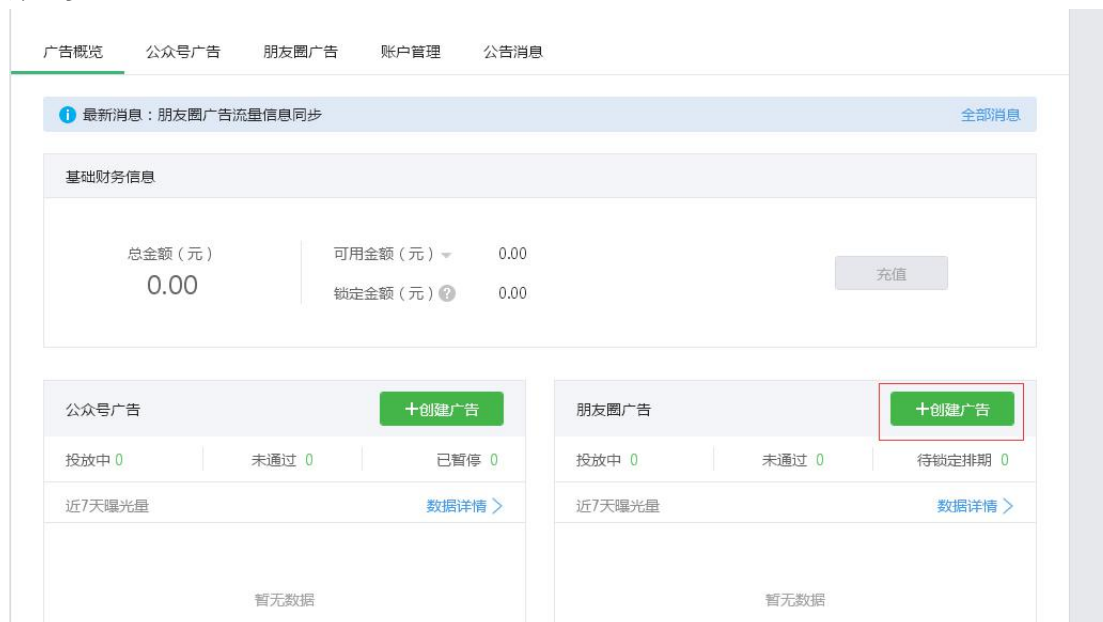 广告概览 公众号广告 朋友圈广告 账户管理 公告消息
最新消息：朋友圈广告流量信息同步 全部消息
基础财务信息
总金额（元） 可用金额（元） 0.00
0.00 锁定金额（元） 0.00
充值
公众号广告 +创建广告
投放中 0 未通过 0 已暂停 0
近7天曝光量 数据详情
暂无数据
朋友圈广告 +创建广告
投放中 0 未通过 0 待锁定排期 0
近7天曝光量 数据详情
暂无数据